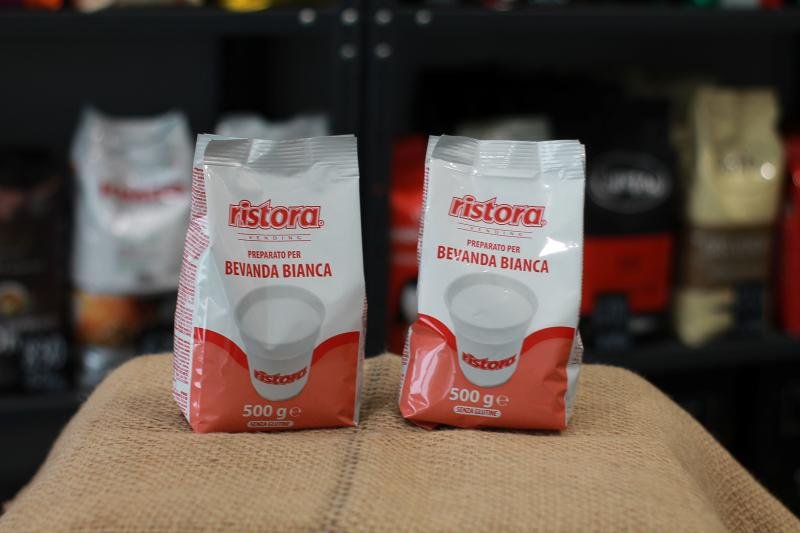 ristora
VENDING
PREPARATO PER
BEVANDA BIANCA
ristora
500 g e
SENZA GLUTINE
ristora
VENDING
PREPARATO PER
BEVANDA BIANCA
ristora
500 g e
SENZA GLUTINE